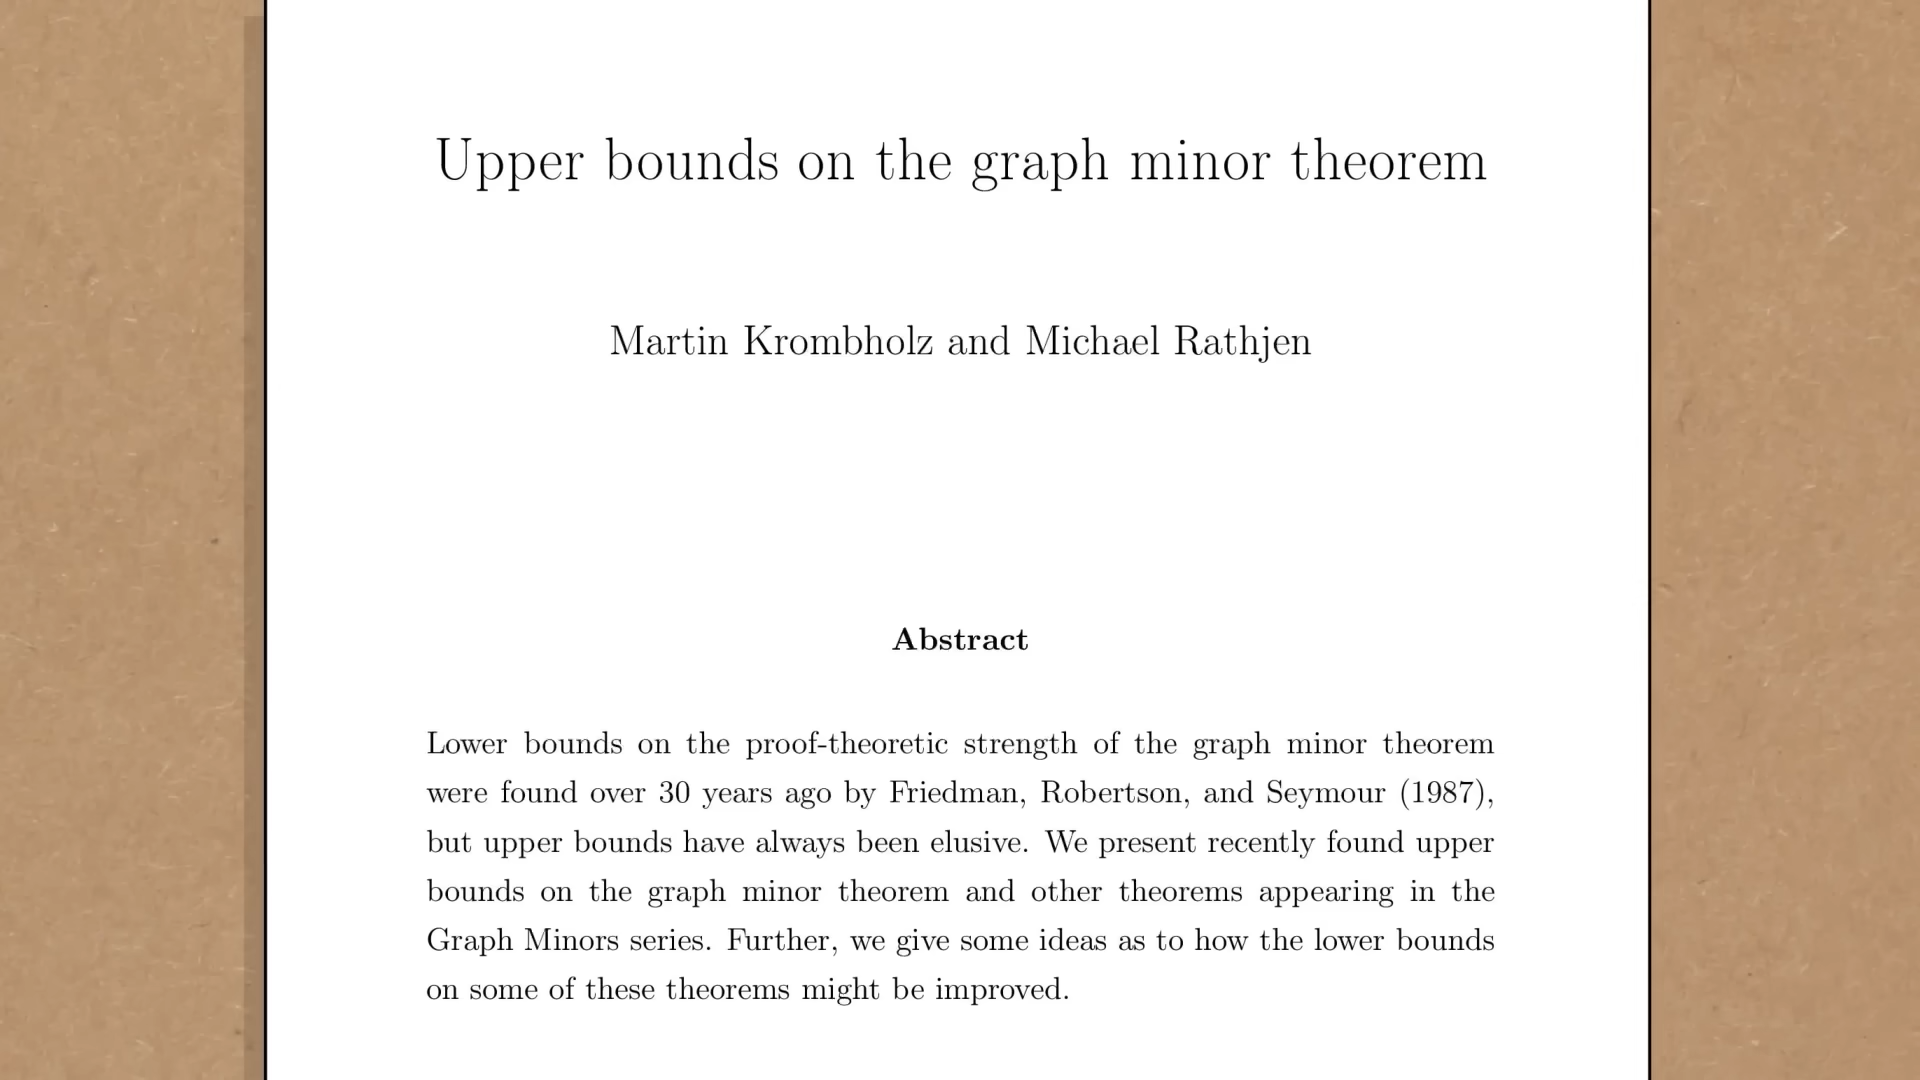 Upper bounds on the graph minor theorem
Martin Krombholz and Michael Rathjen
Abstract
Lower bounds on the proof-theoretic strength of the graph minor theorem
were found over 30 years ago by Friedman, Robertson, and Seymour (1987),
but upper bounds have always been elusive. We present recently found upper
bounds on the graph minor theorem and other theorems appearing in the
Graph Minors series. Further, we give some ideas as to how the lower bounds
on some of these theorems might be improved.